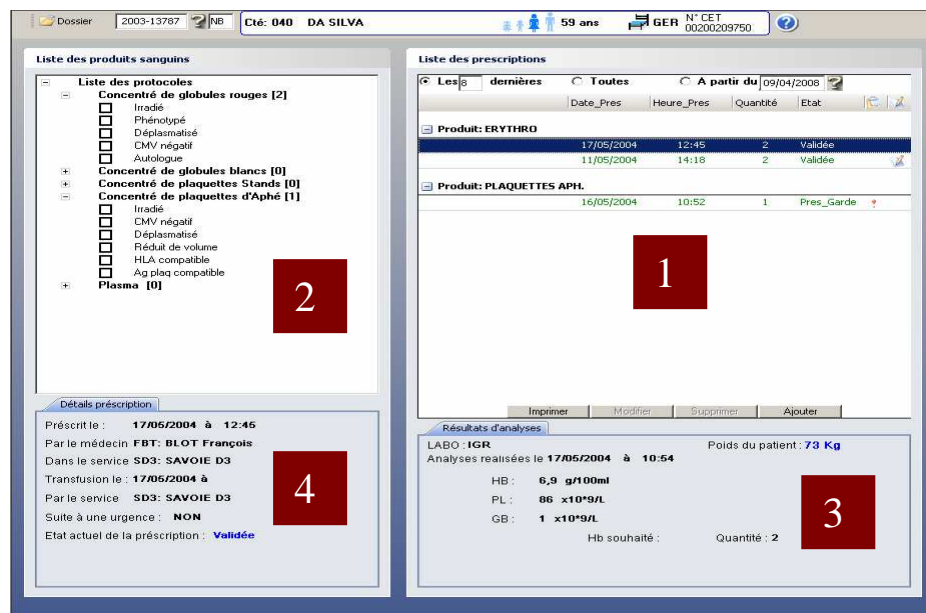 Dossier 2003-13787 NB Cté: 040 DA SILVA 59 ans GER N° CET 00200209750
Liste des produits sanguins
Liste des protocoles
Concentré de globules rouges [2]
Irradié
Phénotypé
Déplasmatisé
CMV négatif
Autologue
Concentré de globules blancs [0]
Concentré de plaquettes Stands [0]
Concentré de plaquettes d'Aphé [1]
Irradié
CMV négatif
Déplasmatisé
Réduit de volume
HLA compatible
Ag plaq compatible
Plasma [0]
2
Liste des prescriptions
Les 8 dernières Toutes A partir du 09/04/2008
Date_Pres Heure_Pres Quantité Etat
Produit: ERYTHRO
17/05/2004 12:45 2 Validée
11/05/2004 14:18 2 Validée
Produit: PLAQUETTES APH.
16/05/2004 10:52 1 Pres_Garde
1
Imprimer Modifier Supprimer Ajouter
Détails préscription
Préscrit le : 17/05/2004 à 12:45
Par le médecin FBT: BLOT François
Dans le service SD3: SAVOIE D3
Transfusion le : 17/05/2004 à
Par le service SD3: SAVOIE D3
Suite à une urgence : NON
Etat actuel de la préscription : Validée
4
Résultats d'analyses
LABO : IGR Poids du patient : 73 Kg
Analyses realisées le 17/05/2004 à 10:54
HB : 6,9 g/100ml
PL : 86 x10*9/L
GB : 1 x10*9/L
Hb souhaité : Quantité : 2
3